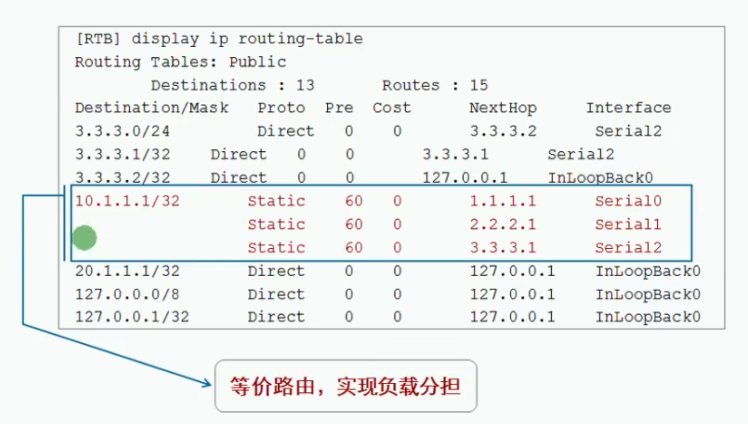 [RTB] display ip routing-table
Routing Tables: Public
Destinations : 13 Routes : 15
Destination/Mask Proto Pre Cost NextHop Interface
3.3.3.0/24 Direct 0 0 3.3.3.2 Serial2
3.3.3.1/32 Direct 0 0 3.3.3.1 Serial2
3.3.3.2/32 Direct 0 0 127.0.0.1 InLoopBack0
10.1.1.1/32 Static 60 0 1.1.1.1 Serial0
Static 60 0 2.2.2.1 Serial1
Static 60 0 3.3.3.1 Serial2
20.1.1.1/32 Direct 0 0 127.0.0.1 InLoopBack0
127.0.0.0/8 Direct 0 0 127.0.0.1 InLoopBack0
127.0.0.1/32 Direct 0 0 127.0.0.1 InLoopBack0
等价路由，实现负载分担